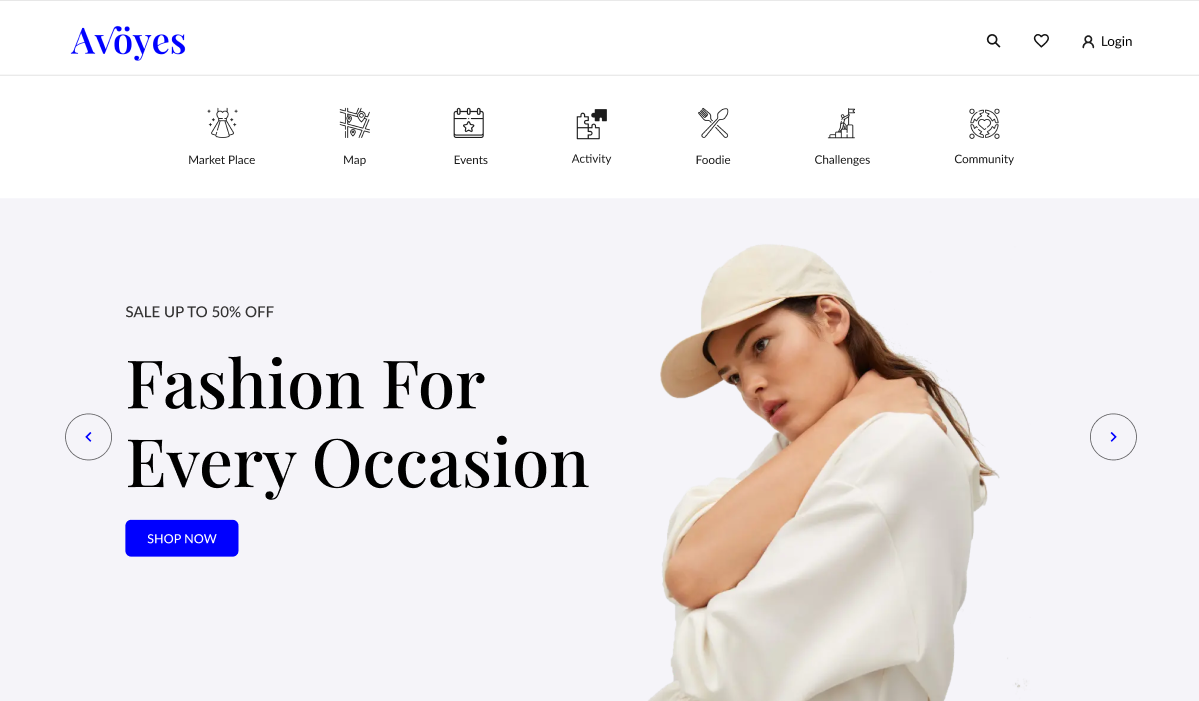 Avöyes
Login
Market Place
Map
Events
Activity
Foodie
Challenges
Community
SALE UP TO 50% OFF
Fashion For
Every Occasion
SHOP NOW